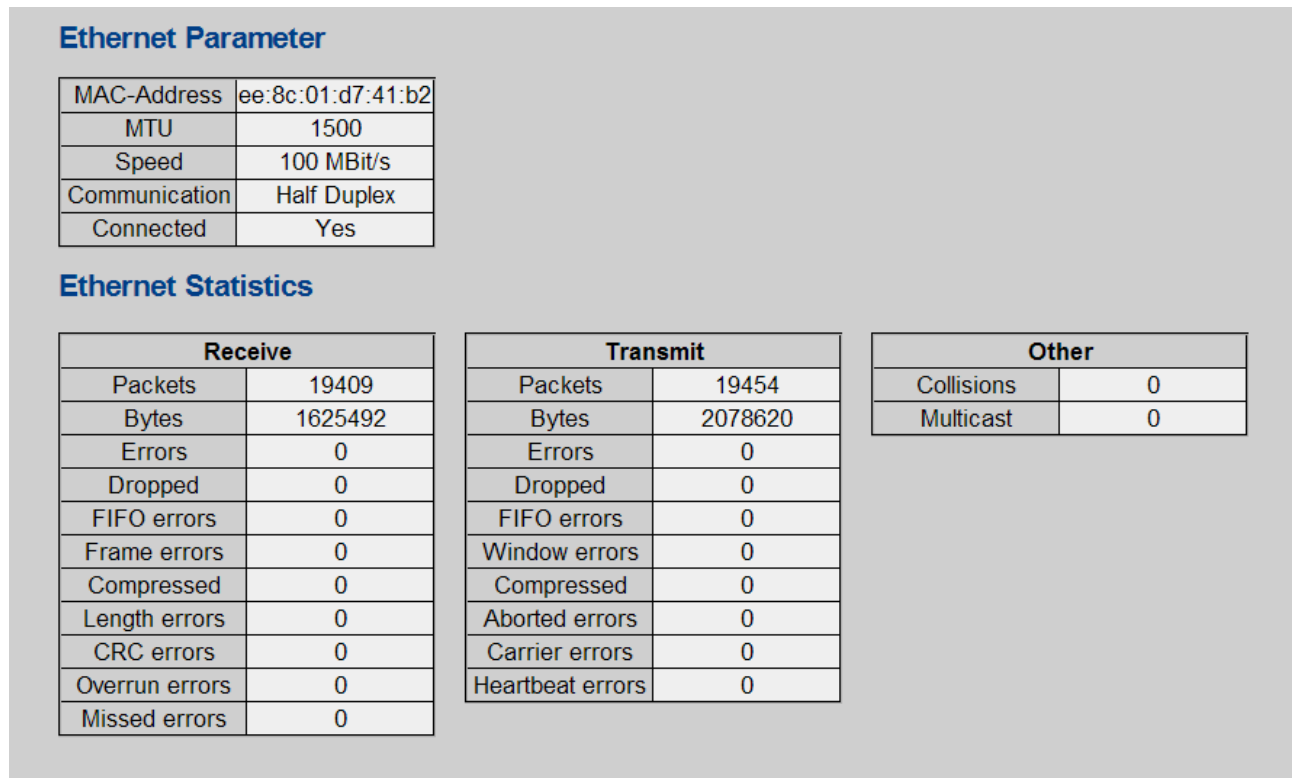 Ethernet Parameter
MAC-Address ee:8c:01:d7:41:b2
MTU 1500
Speed 100 MBit/s
Communication Half Duplex
Connected Yes
Ethernet Statistics
Receive
Packets 19409
Bytes 1625492
Errors 0
Dropped 0
FIFO errors 0
Frame errors 0
Compressed 0
Length errors 0
CRC errors 0
Overrun errors 0
Missed errors 0
Transmit
Packets 19454
Bytes 2078620
Errors 0
Dropped 0
FIFO errors 0
Window errors 0
Compressed 0
Aborted errors 0
Carrier errors 0
Heartbeat errors 0
Other
Collisions 0
Multicast 0